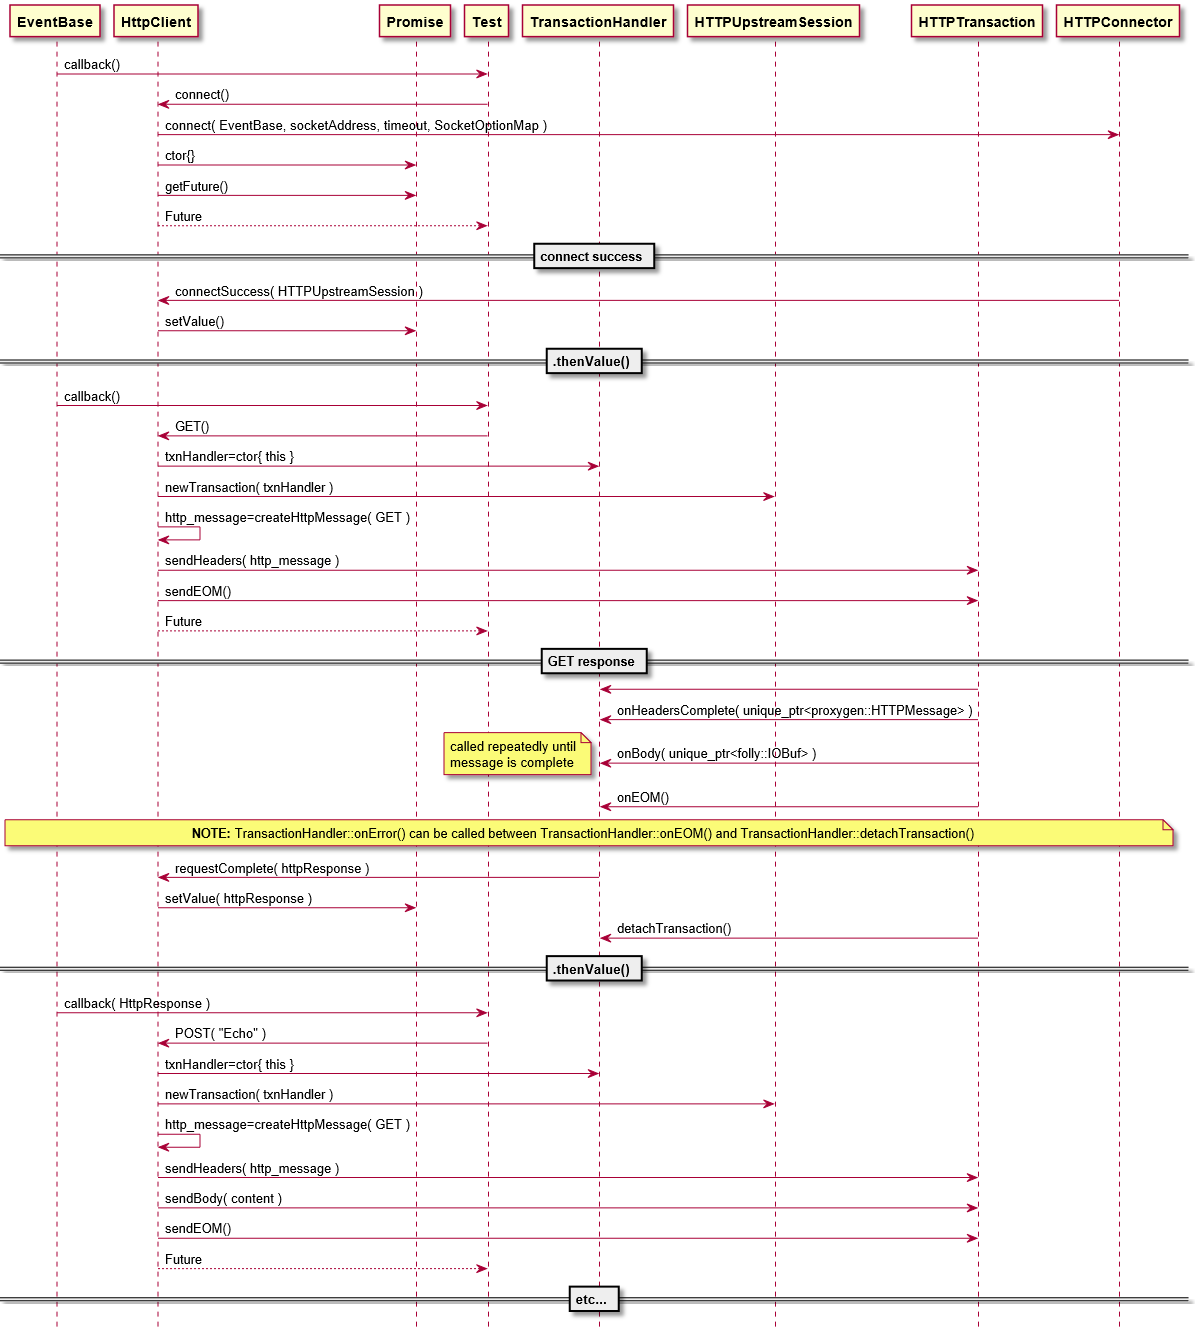 EventBase
HttpClient
Promise
Test
TransactionHandler
HTTPUpstreamSession
HTTPTransaction
HTTPConnector
callback()
connect()
connect( EventBase, socketAddress, timeout, SocketOptionMap )
ctor{}
getFuture()
Future
connect success
connectSuccess( HTTPUpstreamSession )
setValue()
.thenValue()
callback()
GET()
txnHandler=ctor{ this }
newTransaction( txnHandler )
http_message=createHttpMessage( GET )
sendHeaders( http_message )
sendEOM()
Future
GET response
onHeadersComplete( unique_ptr<proxygen::HTTPMessage> )
called repeatedly until
message is complete
onBody( unique_ptr<folly::IOBuf> )
onEOM()
NOTE: TransactionHandler::onError() can be called between TransactionHandler::onEOM() and TransactionHandler::detachTransaction()
requestComplete( httpResponse )
setValue( httpResponse )
detachTransaction()
.thenValue()
callback( HttpResponse )
POST( "Echo" )
txnHandler=ctor{ this }
newTransaction( txnHandler )
http_message=createHttpMessage( GET )
sendHeaders( http_message )
sendBody( content )
sendEOM()
Future
etc...